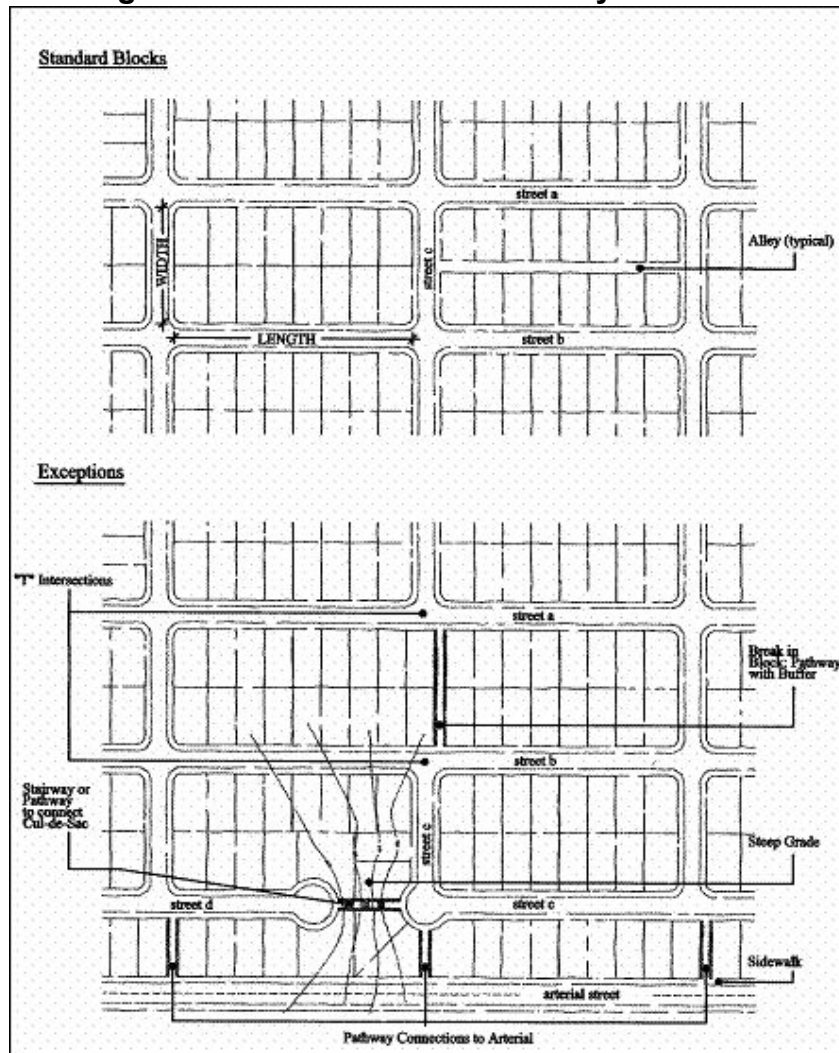 Standard Blocks
street a
WIDTH
street c
Alley (typical)
LENGTH
street b
Exceptions
"T" Intersections
street a
Break in
Block; Pathway
with Buffer
street b
Stairway or
Pathway
to connect
Cul-de-Sac
street c
Steep Grade
street d
street c
Sidewalk
arterial street
Pathway Connections to Arterial